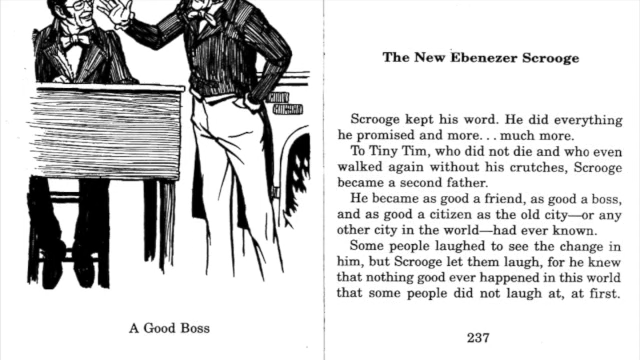 A Good Boss
The New Ebenezer Scrooge
Scrooge kept his word. He did everything
he promised and more. . . much more.
To Tiny Tim, who did not die and who even
walked again without his crutches, Scrooge
became a second father.
He became as good a friend, as good a boss,
and as good a citizen as the old city—or any
other city in the world—had ever known.
Some people laughed to see the change in
him, but Scrooge let them laugh, for he knew
that nothing good ever happened in this world
that some people did not laugh at, at first.
237